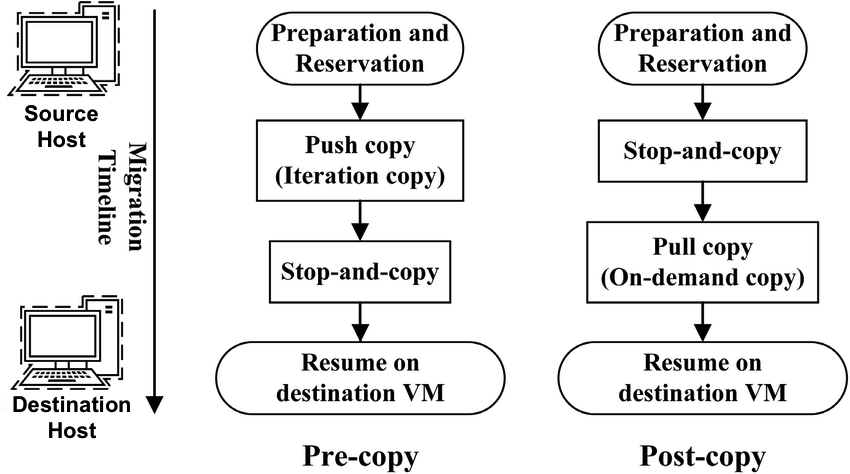 Source
Host
Migration
Timeline
Destination
Host
Preparation and
Reservation
Push copy
(Iteration copy)
Stop-and-copy
Resume on
destination VM
Pre-copy
Preparation and
Reservation
Stop-and-copy
Pull copy
(On-demand copy)
Resume on
destination VM
Post-copy